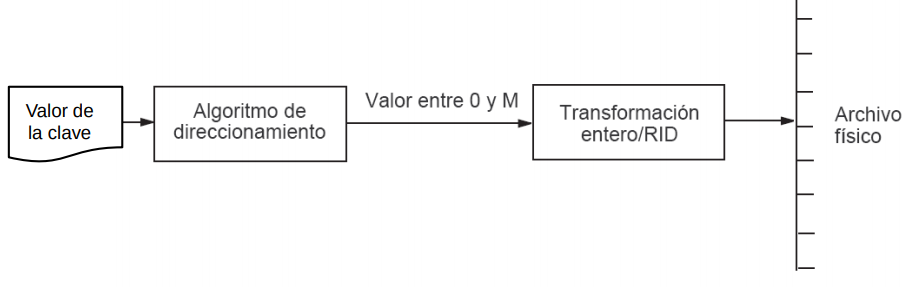 Valor de
la clave
Algoritmo de
direccionamiento
Valor entre 0 y M
Transformación
entero/RID
Archivo
físico